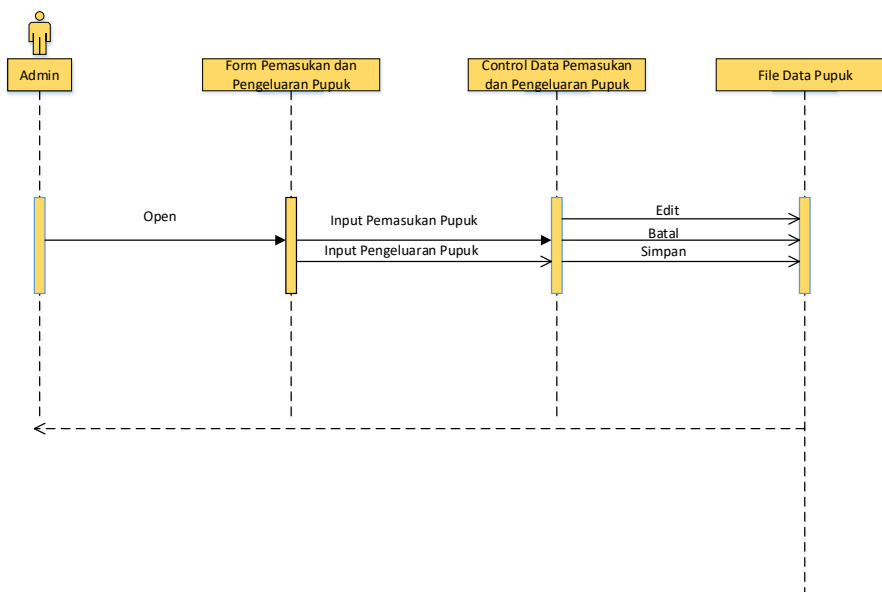 Admin
Form Pemasukan dan
Pengeluaran Pupuk
Control Data Pemasukan
dan Pengeluaran Pupuk
File Data Pupuk
Open
Input Pemasukan Pupuk
Input Pengeluaran Pupuk
Edit
Batal
Simpan